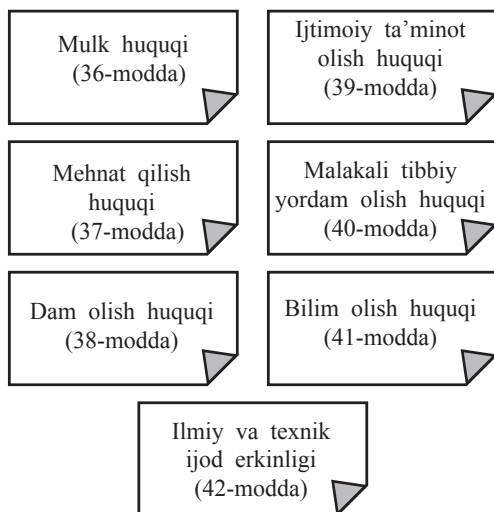 Mulk huquqi
(36-modda)
Ijtimoiy ta’minot
olish huquqi
(39-modda)
Mehnat qilish
huquqi
(37-modda)
Malakali tibbiy
yordam olish huquqi
(40-modda)
Dam olish huquqi
(38-modda)
Bilim olish huquqi
(41-modda)
Ilmiy va texnik
ijod erkinligi
(42-modda)